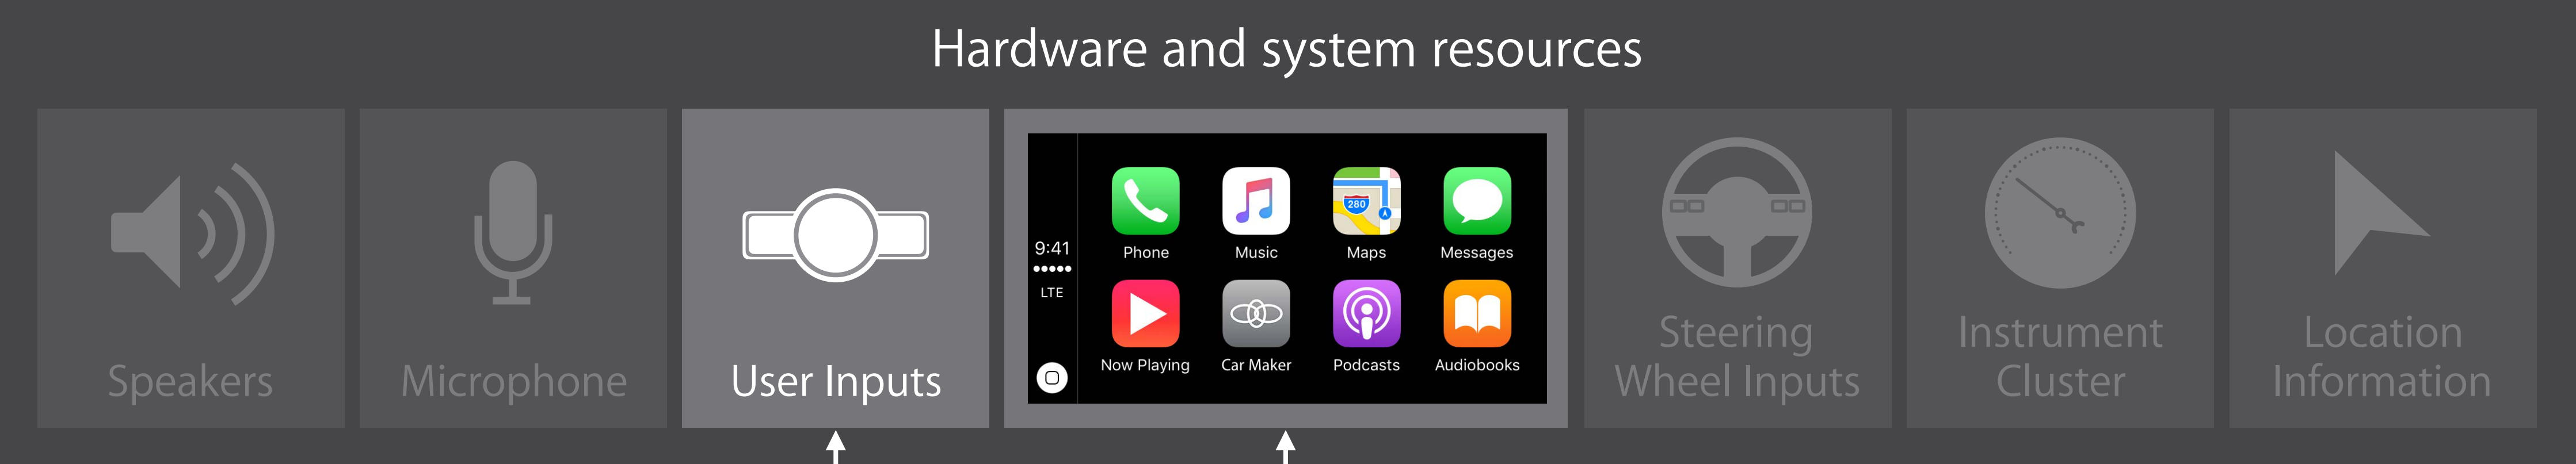 Hardware and system resources
Speakers
Microphone
User Inputs
9:41
LTE
Phone
Music
280
Maps
Messages
Now Playing
Car Maker
Podcasts
Audiobooks
Steering
Wheel Inputs
Instrument
Cluster
Location
Information